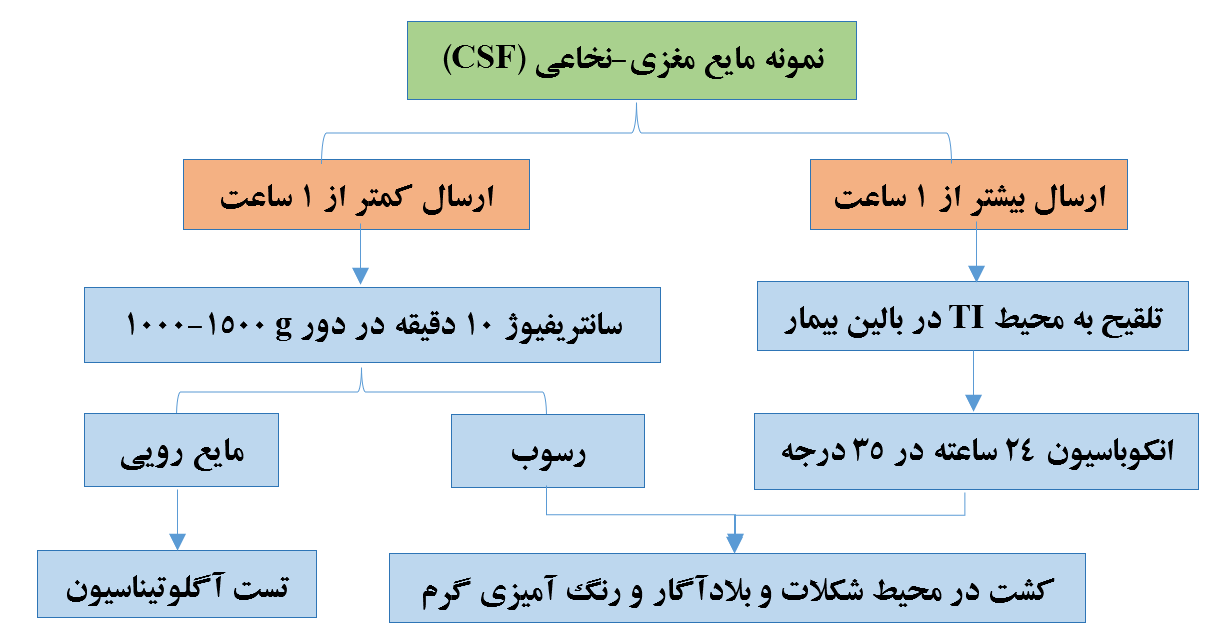 نمونه مایع مغزی-نخاعی (CSF)
ارسال بیشتر از ۱ ساعت
ارسال کمتر از ۱ ساعت
تلقیح به محیط TI در بالین بیمار
سانتریفیوژ ۱۰ دقیقه در دور g ۱۰۰۰-۱۵۰۰
انکوباسیون ۲٤ ساعته در ۳٥ درجه
رسوب
مایع رویی
کشت در محیط شکلات و بلادآگار و رنگ آمیزی گرم
تست آگلوتیناسیون